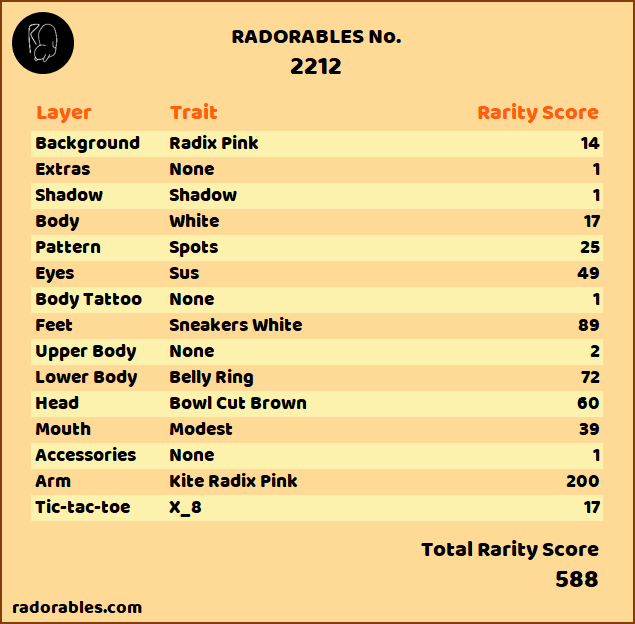 RADORABLES No.
2212
Layer Trait Rarity Score
Background Radix Pink 14
Extras None 1
Shadow Shadow 1
Body White 17
Pattern Spots 25
Eyes Sus 49
Body Tattoo None 1
Feet Sneakers White 89
Upper Body None 2
Lower Body Belly Ring 72
Head Bowl Cut Brown 60
Mouth Modest 39
Accessories None 1
Arm Kite Radix Pink 200
Tic-tac-toe X_8 17
Total Rarity Score
588
radorables.com